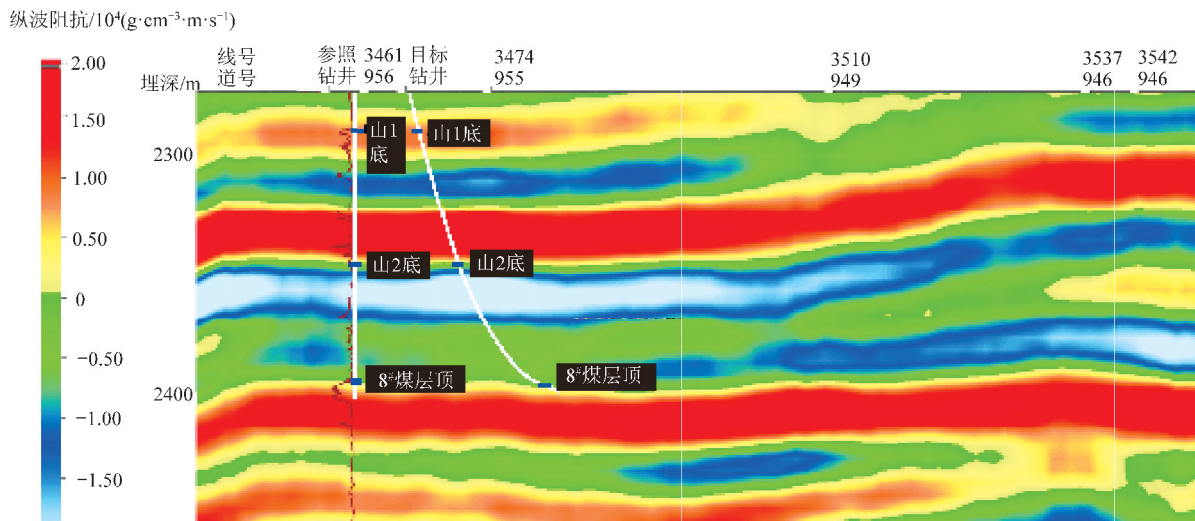 纵波阻抗/10⁴(g·cm⁻³·m·s⁻¹)
线号 参照 3461 目标 3474 3510 3537 3542
道号 钻井 956 钻井 955 949 946 946
埋深/m
2.00
1.50
1.00
0.50
0
−0.50
−1.00
−1.50
2300
2400
山1
底
山1底
山2底
山2底
8#煤层顶
8#煤层顶